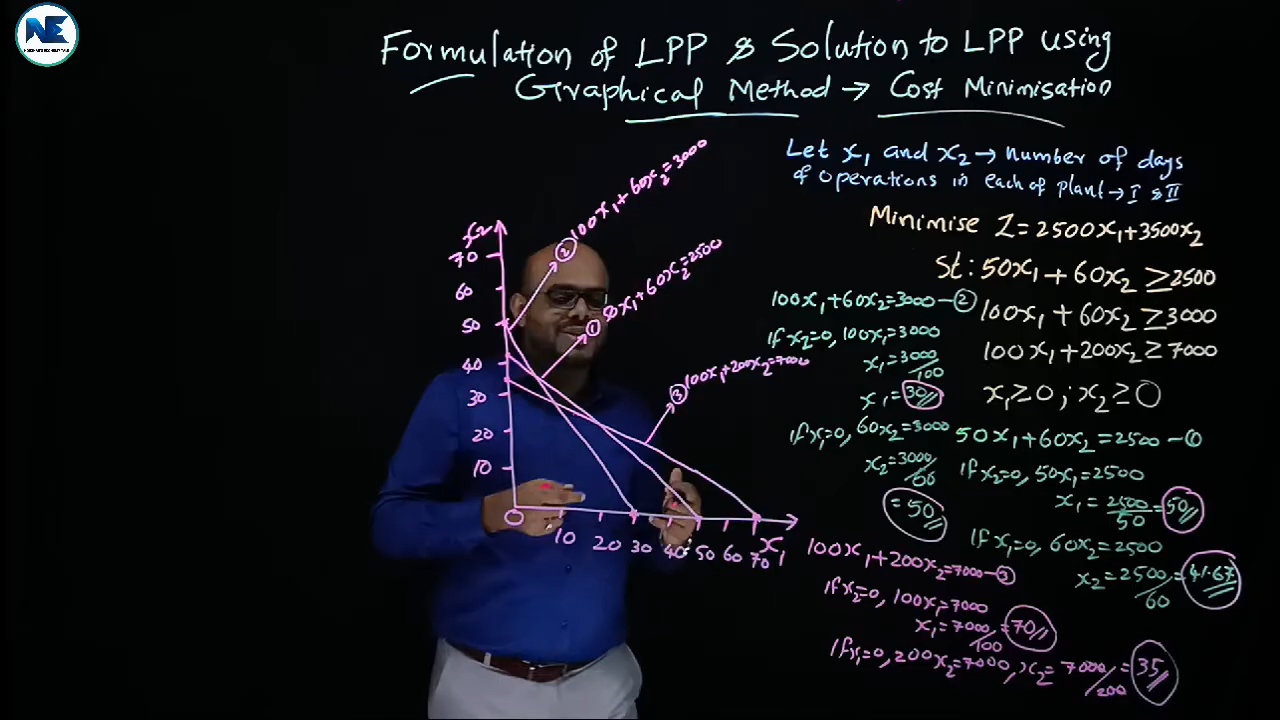 NE
Formulation of LPP & Solution to LPP using
Graphical Method → Cost Minimisation
Let x₁ and x₂ → number of days
of operations in each of plant → I & II
Minimise Z = 2500x₁ + 3500x₂
St: 50x₁ + 60x₂ ≥ 2500
100x₁ + 60x₂ ≥ 3000
100x₁ + 200x₂ ≥ 7000
x₁ ≥ 0 ; x₂ ≥ 0
50x₁ + 60x₂ = 2500 – ①
If x₂=0, 50x₁ = 2500
x₁ = 2500/50 = 50
If x₁=0, 60x₂ = 2500
x₂ = 2500/60 = 41.67
100x₁ + 60x₂ = 3000 – ②
If x₂=0, 100x₁ = 3000
x₁ = 3000/100
x₁ = 30
If x₁=0, 60x₂ = 3000
x₂ = 3000/60
= 50
100x₁ + 200x₂ = 7000 – ③
If x₂=0, 100x₁ = 7000
x₁ = 7000/100 = 70
If x₁=0, 200x₂ = 7000, x₂ = 7000/200 = 35
② 100x₁ + 60x₂ = 3000
① 50x₁ + 60x₂ = 2500
③ 100x₁ + 200x₂ = 7000
x₂
70
60
50
40
30
20
10
0
10 20 30 40 50 60 70 x₁